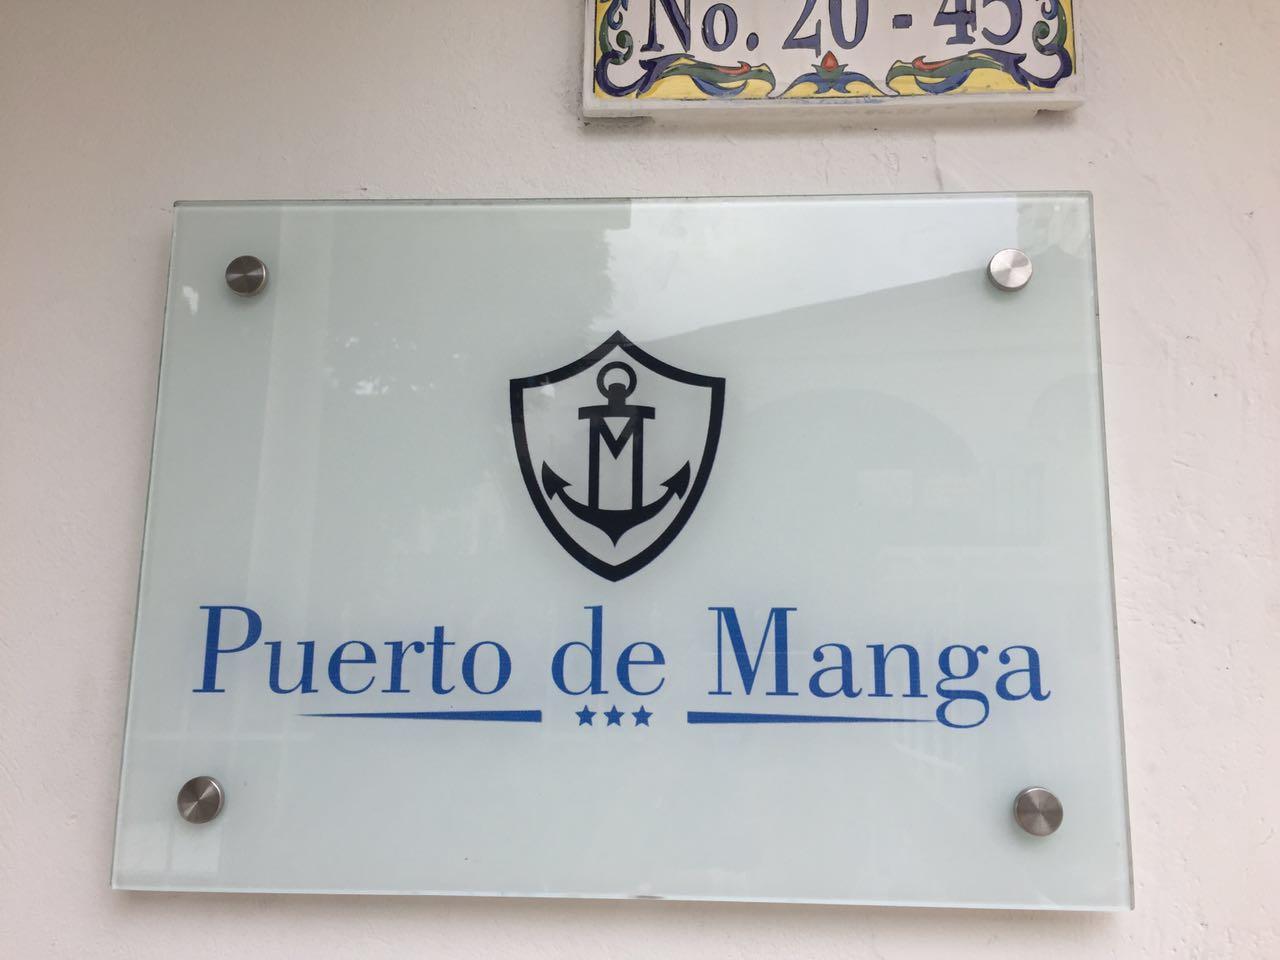 No. 20-45
M
Puerto de Manga